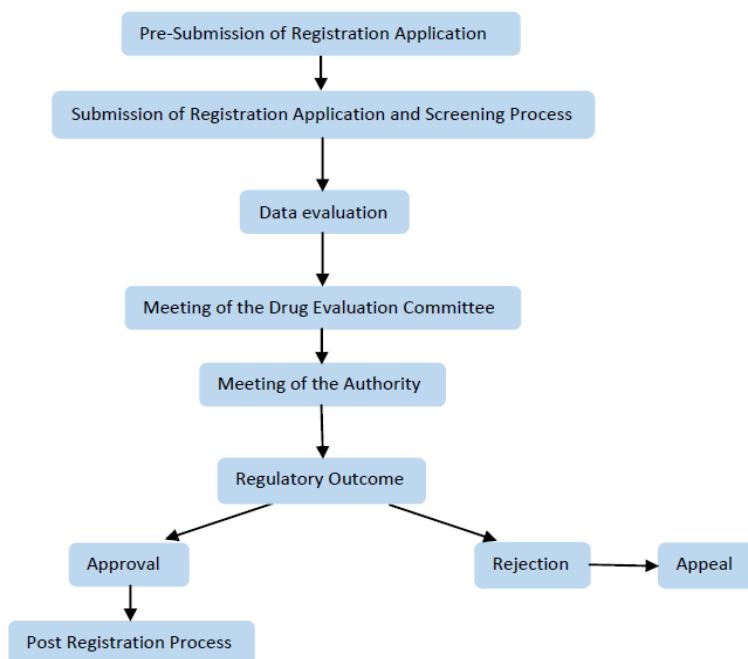 Pre-Submission of Registration Application
Submission of Registration Application and Screening Process
Data evaluation
Meeting of the Drug Evaluation Committee
Meeting of the Authority
Regulatory Outcome
Approval
Rejection
Appeal
Post Registration Process